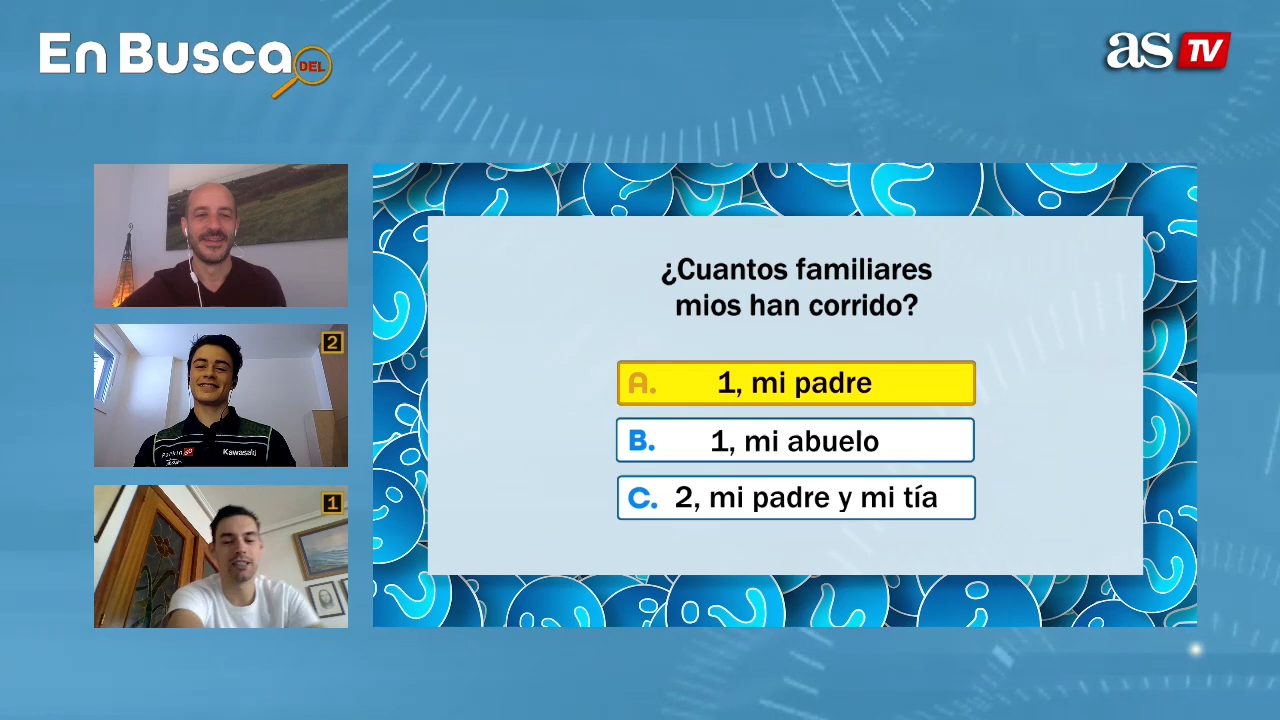 En Busca
DEL
as TV
2
Kawasaki
1
¿Cuantos familiares
mios han corrido?
A. 1, mi padre
B. 1, mi abuelo
C. 2, mi padre y mi tía